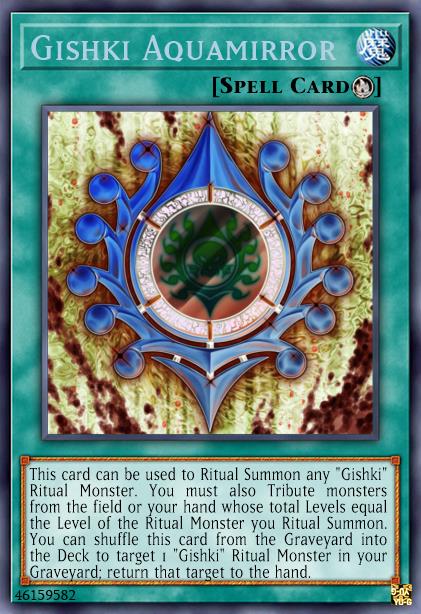 GISHKI AQUAMIRROR
魔
[SPELL CARD]
This card can be used to Ritual Summon any "Gishki"
Ritual Monster. You must also Tribute monsters
from the field or your hand whose total Levels equal
the Level of the Ritual Monster you Ritual Summon.
You can shuffle this card from the Graveyard into
the Deck to target 1 "Gishki" Ritual Monster in your
Graveyard; return that target to the hand.
46159582